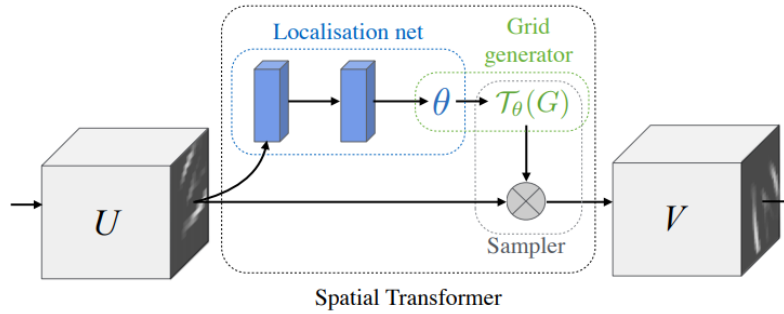 Localisation net
Grid
generator
θ
𝒯θ(G)
U
V
Sampler
Spatial Transformer